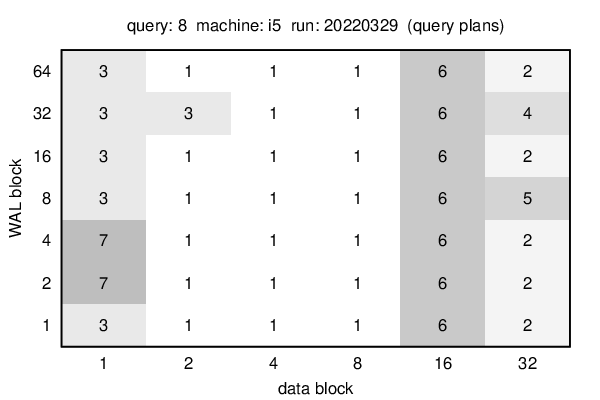 query: 8 machine: i5 run: 20220329 (query plans)
64 3 1 1 1 6 2
32 3 3 1 1 6 4
16 3 1 1 1 6 2
8 3 1 1 1 6 5
4 7 1 1 1 6 2
2 7 1 1 1 6 2
1 3 1 1 1 6 2
WAL block
1 2 4 8 16 32
data block